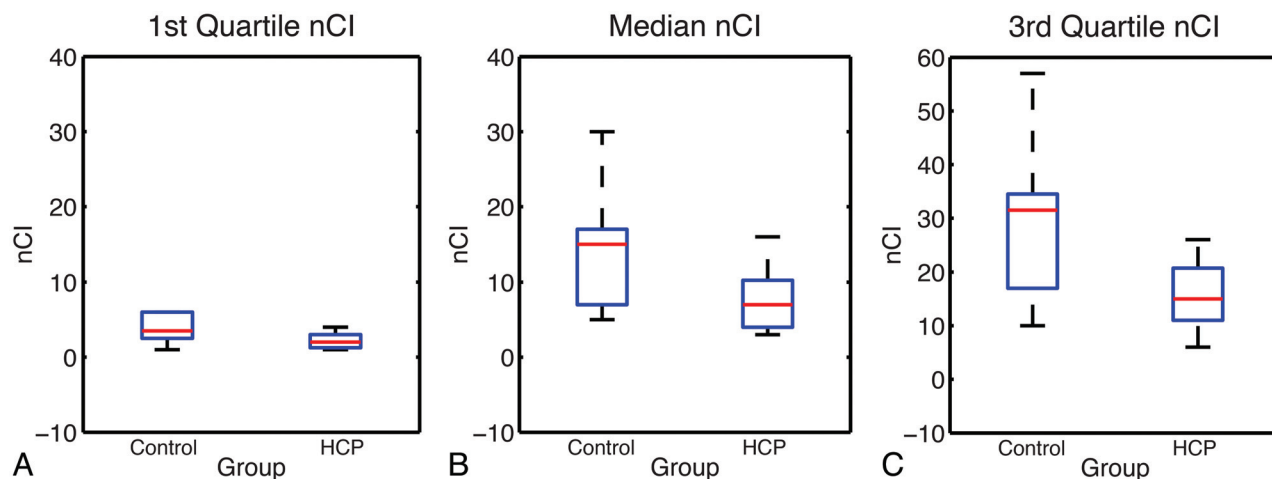 1st Quartile nCI
40
30
20
10
0
−10
nCI
Control HCP
Group
A
Median nCI
40
30
20
10
0
−10
nCI
Control HCP
Group
B
3rd Quartile nCI
60
50
40
30
20
10
0
−10
nCI
Control HCP
Group
C